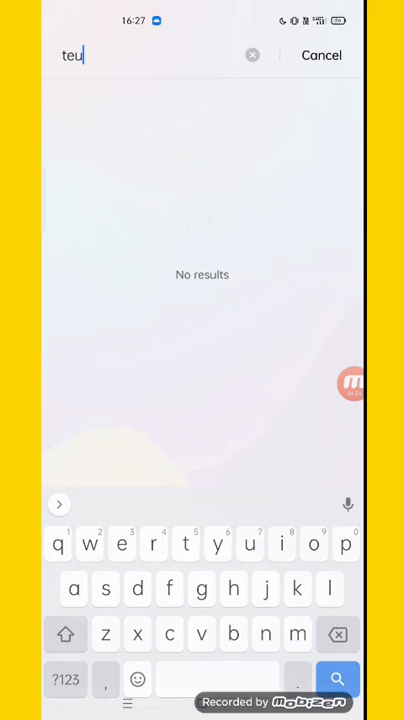 16:27
teu
Cancel
No results
1 2 3 4 5 6 7 8 9 0
q w e r t y u i o p
a s d f g h j k l
z x c v b n m
?123 , .
Recorded by mobizen